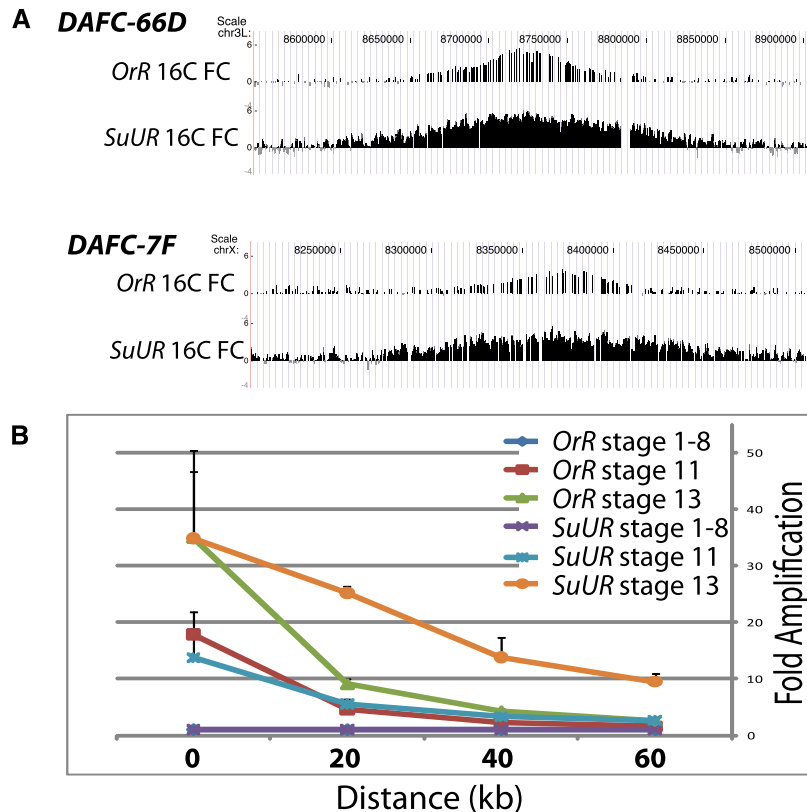 A
DAFC-66D
Scale
chr3L:
8600000 8650000 8700000 8750000 8800000 8850000 8900000
6
OrR 16C FC
0
-4
6
SuUR 16C FC
0
-4
DAFC-7F
Scale
chrX:
8250000 8300000 8350000 8400000 8450000 8500000
6
OrR 16C FC
0
-4
6
SuUR 16C FC
0
-4
B
OrR stage 1-8
OrR stage 11
OrR stage 13
SuUR stage 1-8
SuUR stage 11
SuUR stage 13
50
40
30
20
10
0
Fold Amplification
0 20 40 60
Distance (kb)